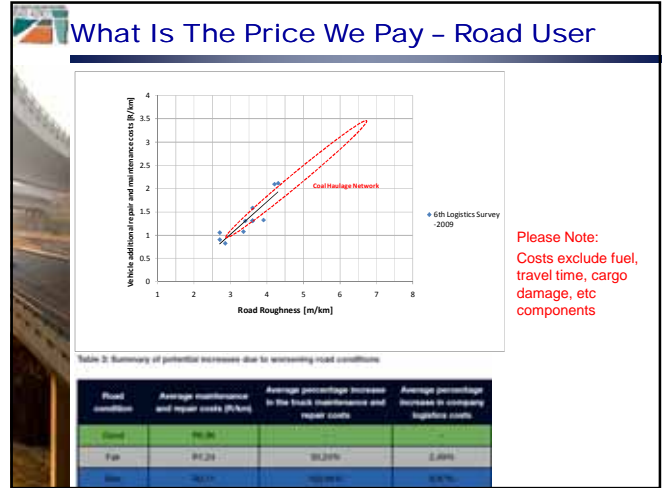 What Is The Price We Pay – Road User
Vehicle additional repair and maintenance costs [R/km]
4
3.5
3
2.5
2
1.5
1
0.5
0
Coal Haulage Network
6th Logistics Survey
-2009
1 2 3 4 5 6 7 8
Road Roughness [m/km]
Please Note:
Costs exclude fuel,
travel time, cargo
damage, etc
components
Table 2: Summary of potential increases due to worsening road conditions
Road
condition
Average maintenance
and repair costs (R/km)
Average percentage increase
in the truck maintenance and
repair costs
Average percentage
increase in company
logistics costs
Good
Fair